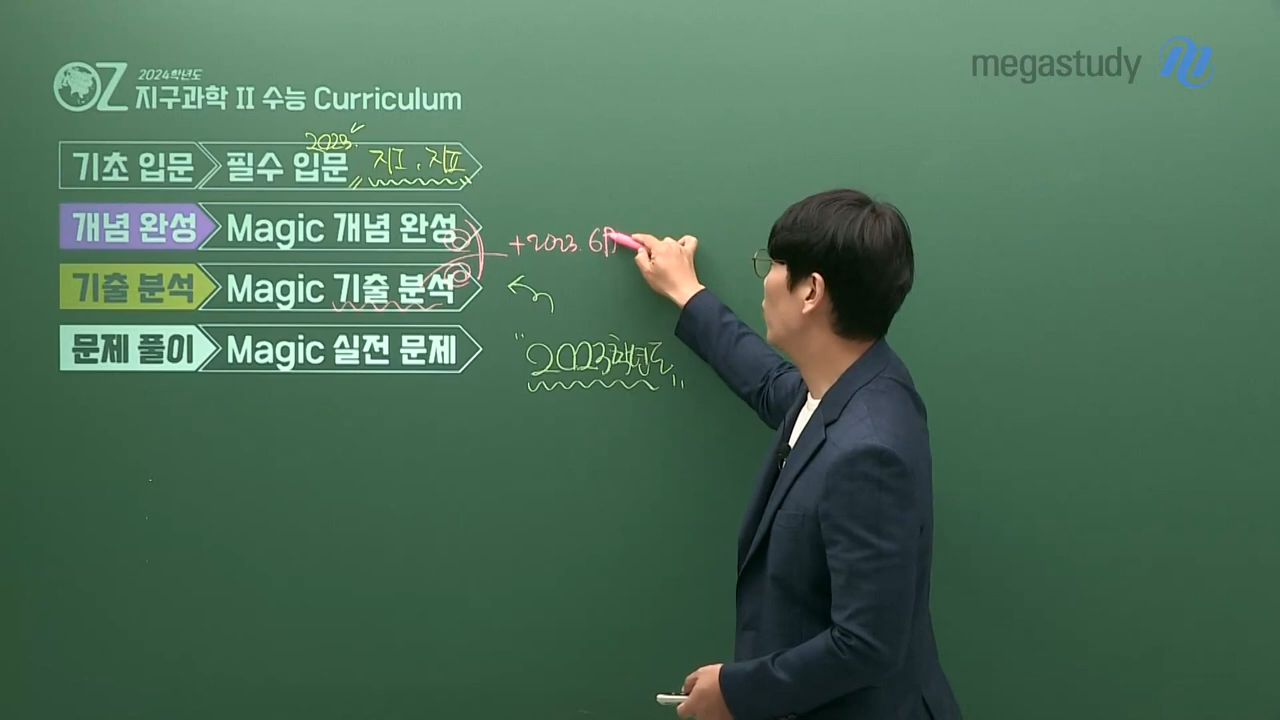 megastudy
OZ 2024학년도
지구과학 II 수능 Curriculum
2023.
기초 입문 필수 입문 지I, 지II
개념 완성 Magic 개념 완성
+2023. 6
기출 분석 Magic 기출 분석
문제 풀이 Magic 실전 문제
"2023학년도"